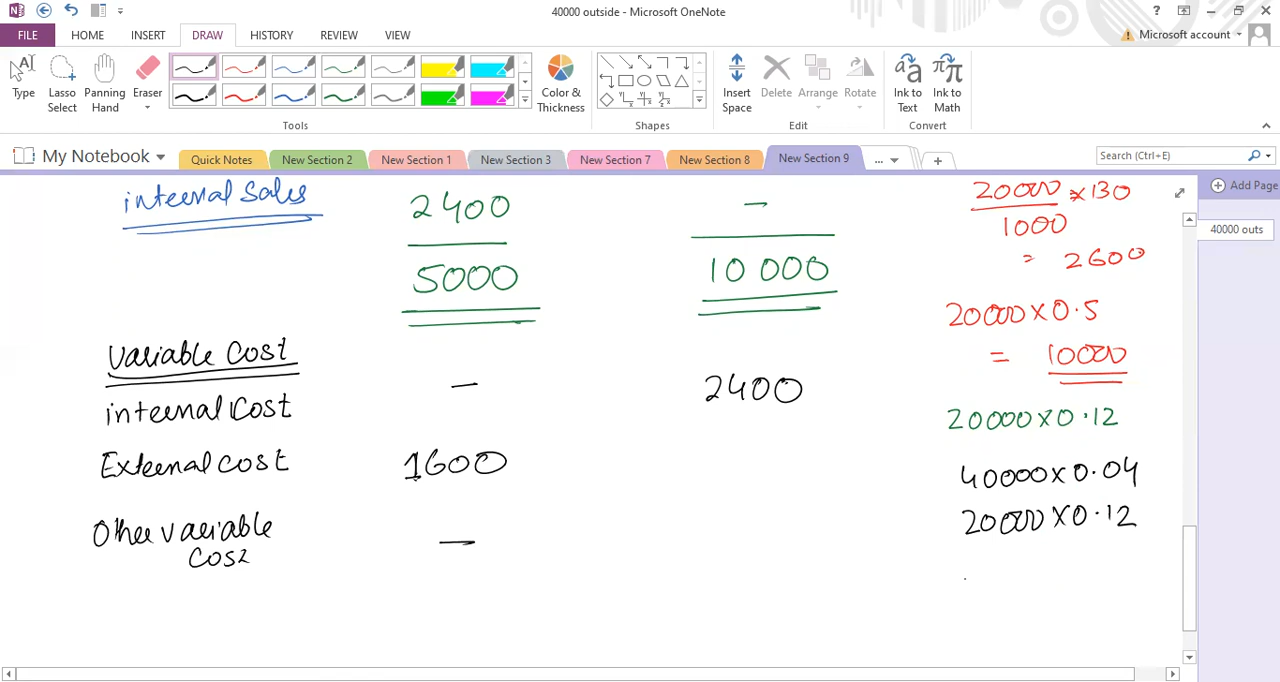 40000 outside - Microsoft OneNote
Microsoft account
FILE HOME INSERT DRAW HISTORY REVIEW VIEW
Type Lasso Select Panning Hand Eraser Color & Thickness Insert Space Delete Arrange Rotate Ink to Text Ink to Math
Tools Shapes Edit Convert
My Notebook Quick Notes New Section 2 New Section 1 New Section 3 New Section 7 New Section 8 New Section 9 ... + Search (Ctrl+E)
Add Page
40000 outs
internal Sales 2400 —
5000 10 000
Variable Cost
internal Cost — 2400
External cost 1600
Other variable Cost —
20000 × 130
1000
= 2600
20000 × 0.5
= 10000
20000 × 0.12
40000 × 0.04
20000 × 0.12